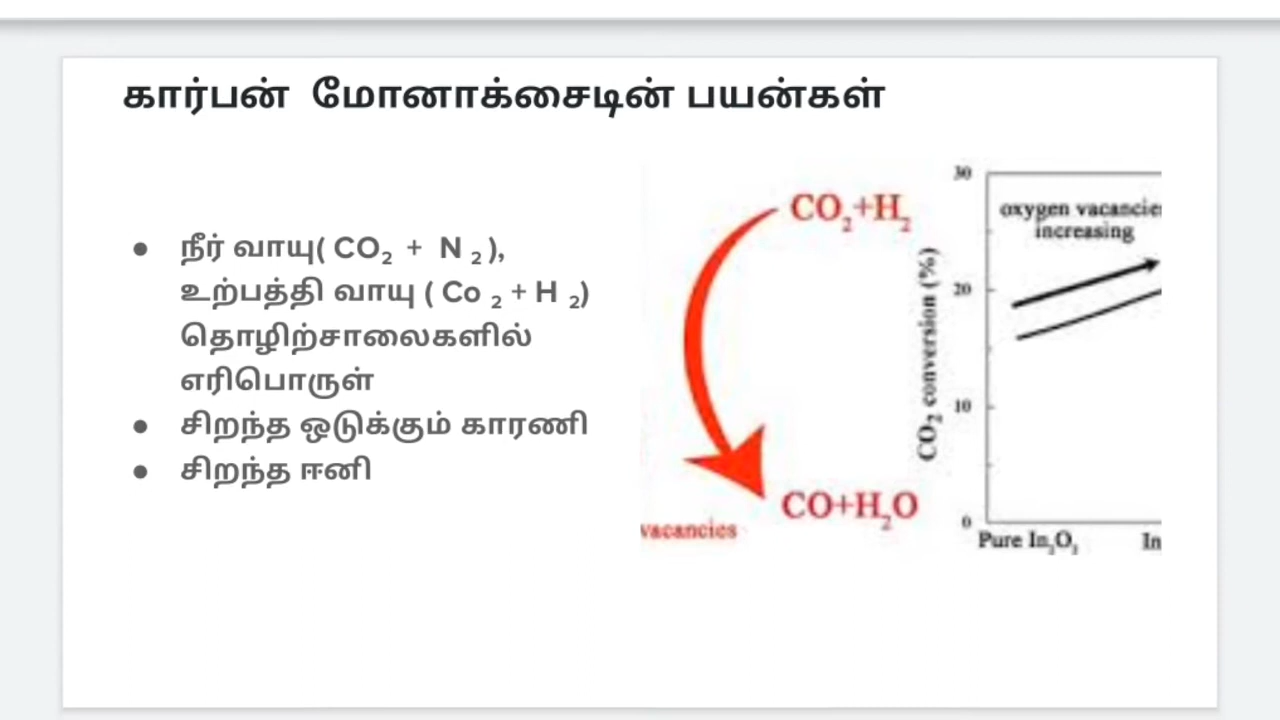 கார்பன் மோனாக்சைடின் பயன்கள்
நீர் வாயு( CO₂ + N ₂ ),
உற்பத்தி வாயு ( Co ₂ + H ₂)
தொழிற்சாலைகளில்
எரிபொருள்
சிறந்த ஒடுக்கும் காரணி
சிறந்த ஈனி
CO₂+H₂
CO+H₂O
vacancies
CO₂ conversion (%)
30
20
10
0
oxygen vacancie
increasing
Pure In₂O₃
In